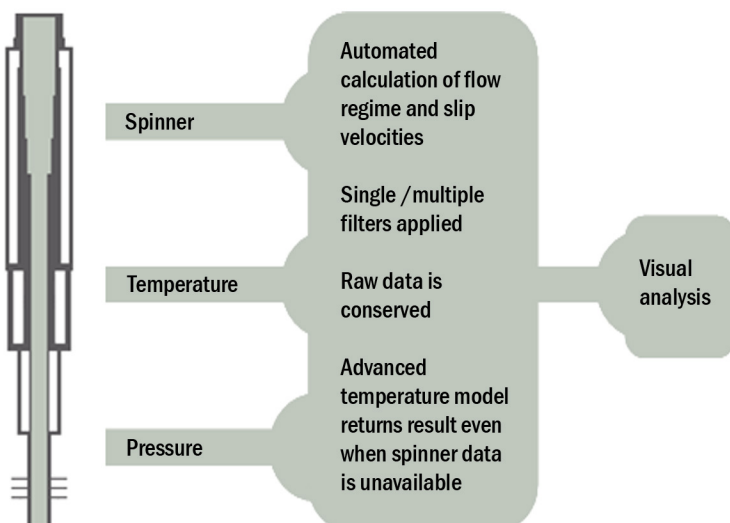 Spinner
Temperature
Pressure
Automated
calculation of flow
regime and slip
velocities
Single /multiple
filters applied
Raw data is
conserved
Advanced
temperature model
returns result even
when spinner data
is unavailable
Visual
analysis